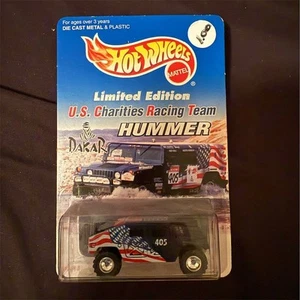 For ages over 3 years
DIE CAST METAL & PLASTIC
Hot Wheels
MATTEL
Limited Edition
U.S. Charities Racing Team
HUMMER
DAKAR
405
405